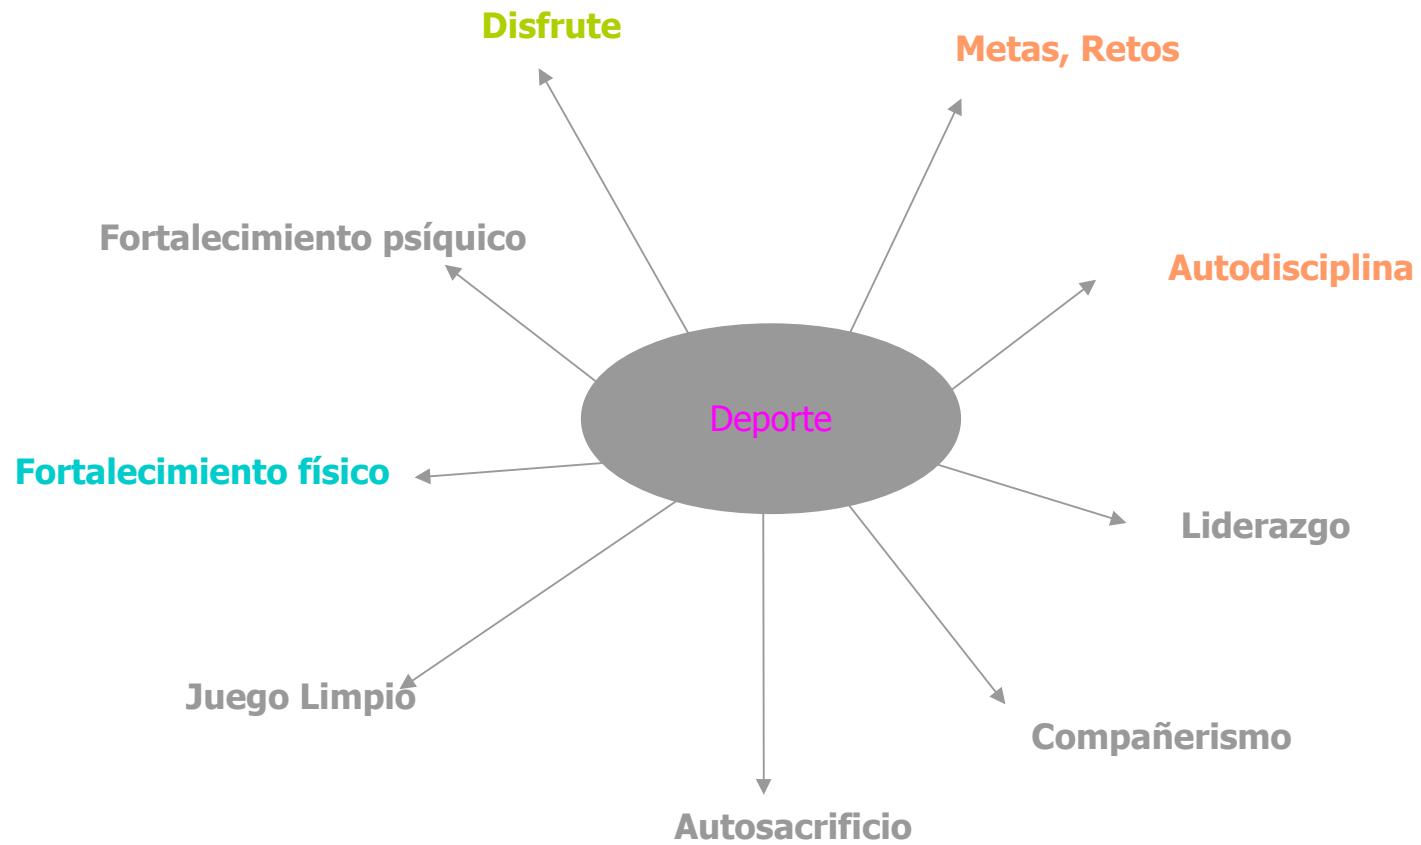 Disfrute
Metas, Retos
Fortalecimiento psíquico
Autodisciplina
Deporte
Fortalecimiento físico
Liderazgo
Juego Limpio
Compañerismo
Autosacrificio